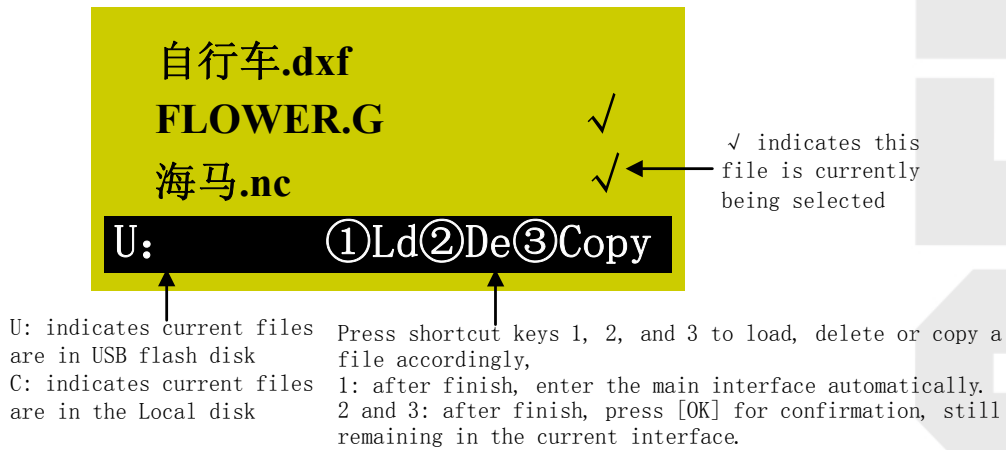 自行车.dxf
FLOWER.G √
海马.nc √
√ indicates this
file is currently
being selected
U: ①Ld②De③Copy
U: indicates current files
are in USB flash disk
C: indicates current files
are in the Local disk
Press shortcut keys 1, 2, and 3 to load, delete or copy a
file accordingly,
1: after finish, enter the main interface automatically.
2 and 3: after finish, press [OK] for confirmation, still
remaining in the current interface.